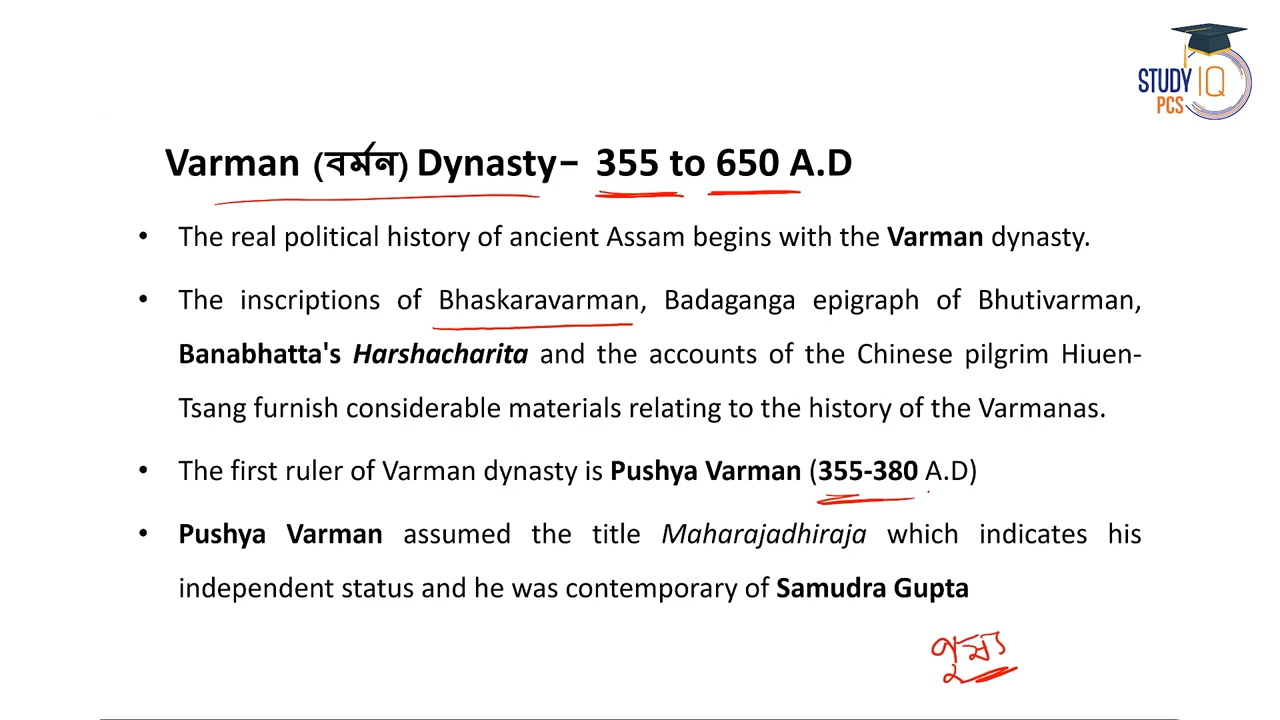 STUDY IQ
PCS
Varman (বৰ্মন) Dynasty– 355 to 650 A.D
• The real political history of ancient Assam begins with the Varman dynasty.
• The inscriptions of Bhaskaravarman, Badaganga epigraph of Bhutivarman,
Banabhatta's Harshacharita and the accounts of the Chinese pilgrim Hiuen-
Tsang furnish considerable materials relating to the history of the Varmanas.
• The first ruler of Varman dynasty is Pushya Varman (355-380 A.D)
• Pushya Varman assumed the title Maharajadhiraja which indicates his
independent status and he was contemporary of Samudra Gupta
পুষ্য